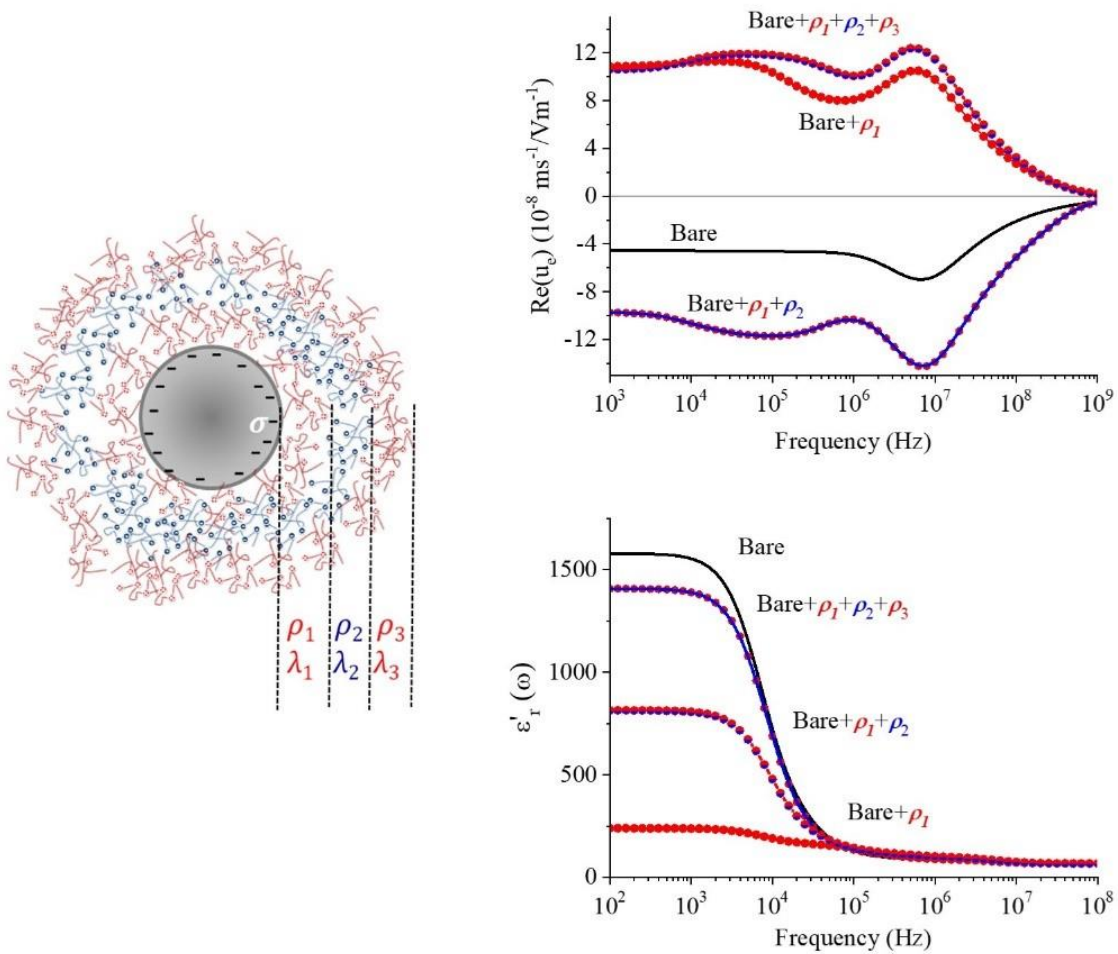 σ
ρ₁ ρ₂ ρ₃
λ₁ λ₂ λ₃
Re(uₑ) (10⁻⁸ ms⁻¹/Vm⁻¹)
12
8
4
0
-4
-8
-12
Bare+ρ₁+ρ₂+ρ₃
Bare+ρ₁
Bare
Bare+ρ₁+ρ₂
10³ 10⁴ 10⁵ 10⁶ 10⁷ 10⁸ 10⁹
Frequency (Hz)
ε'ᵣ (ω)
1500
1000
500
0
Bare
Bare+ρ₁+ρ₂+ρ₃
Bare+ρ₁+ρ₂
Bare+ρ₁
10² 10³ 10⁴ 10⁵ 10⁶ 10⁷ 10⁸
Frequency (Hz)